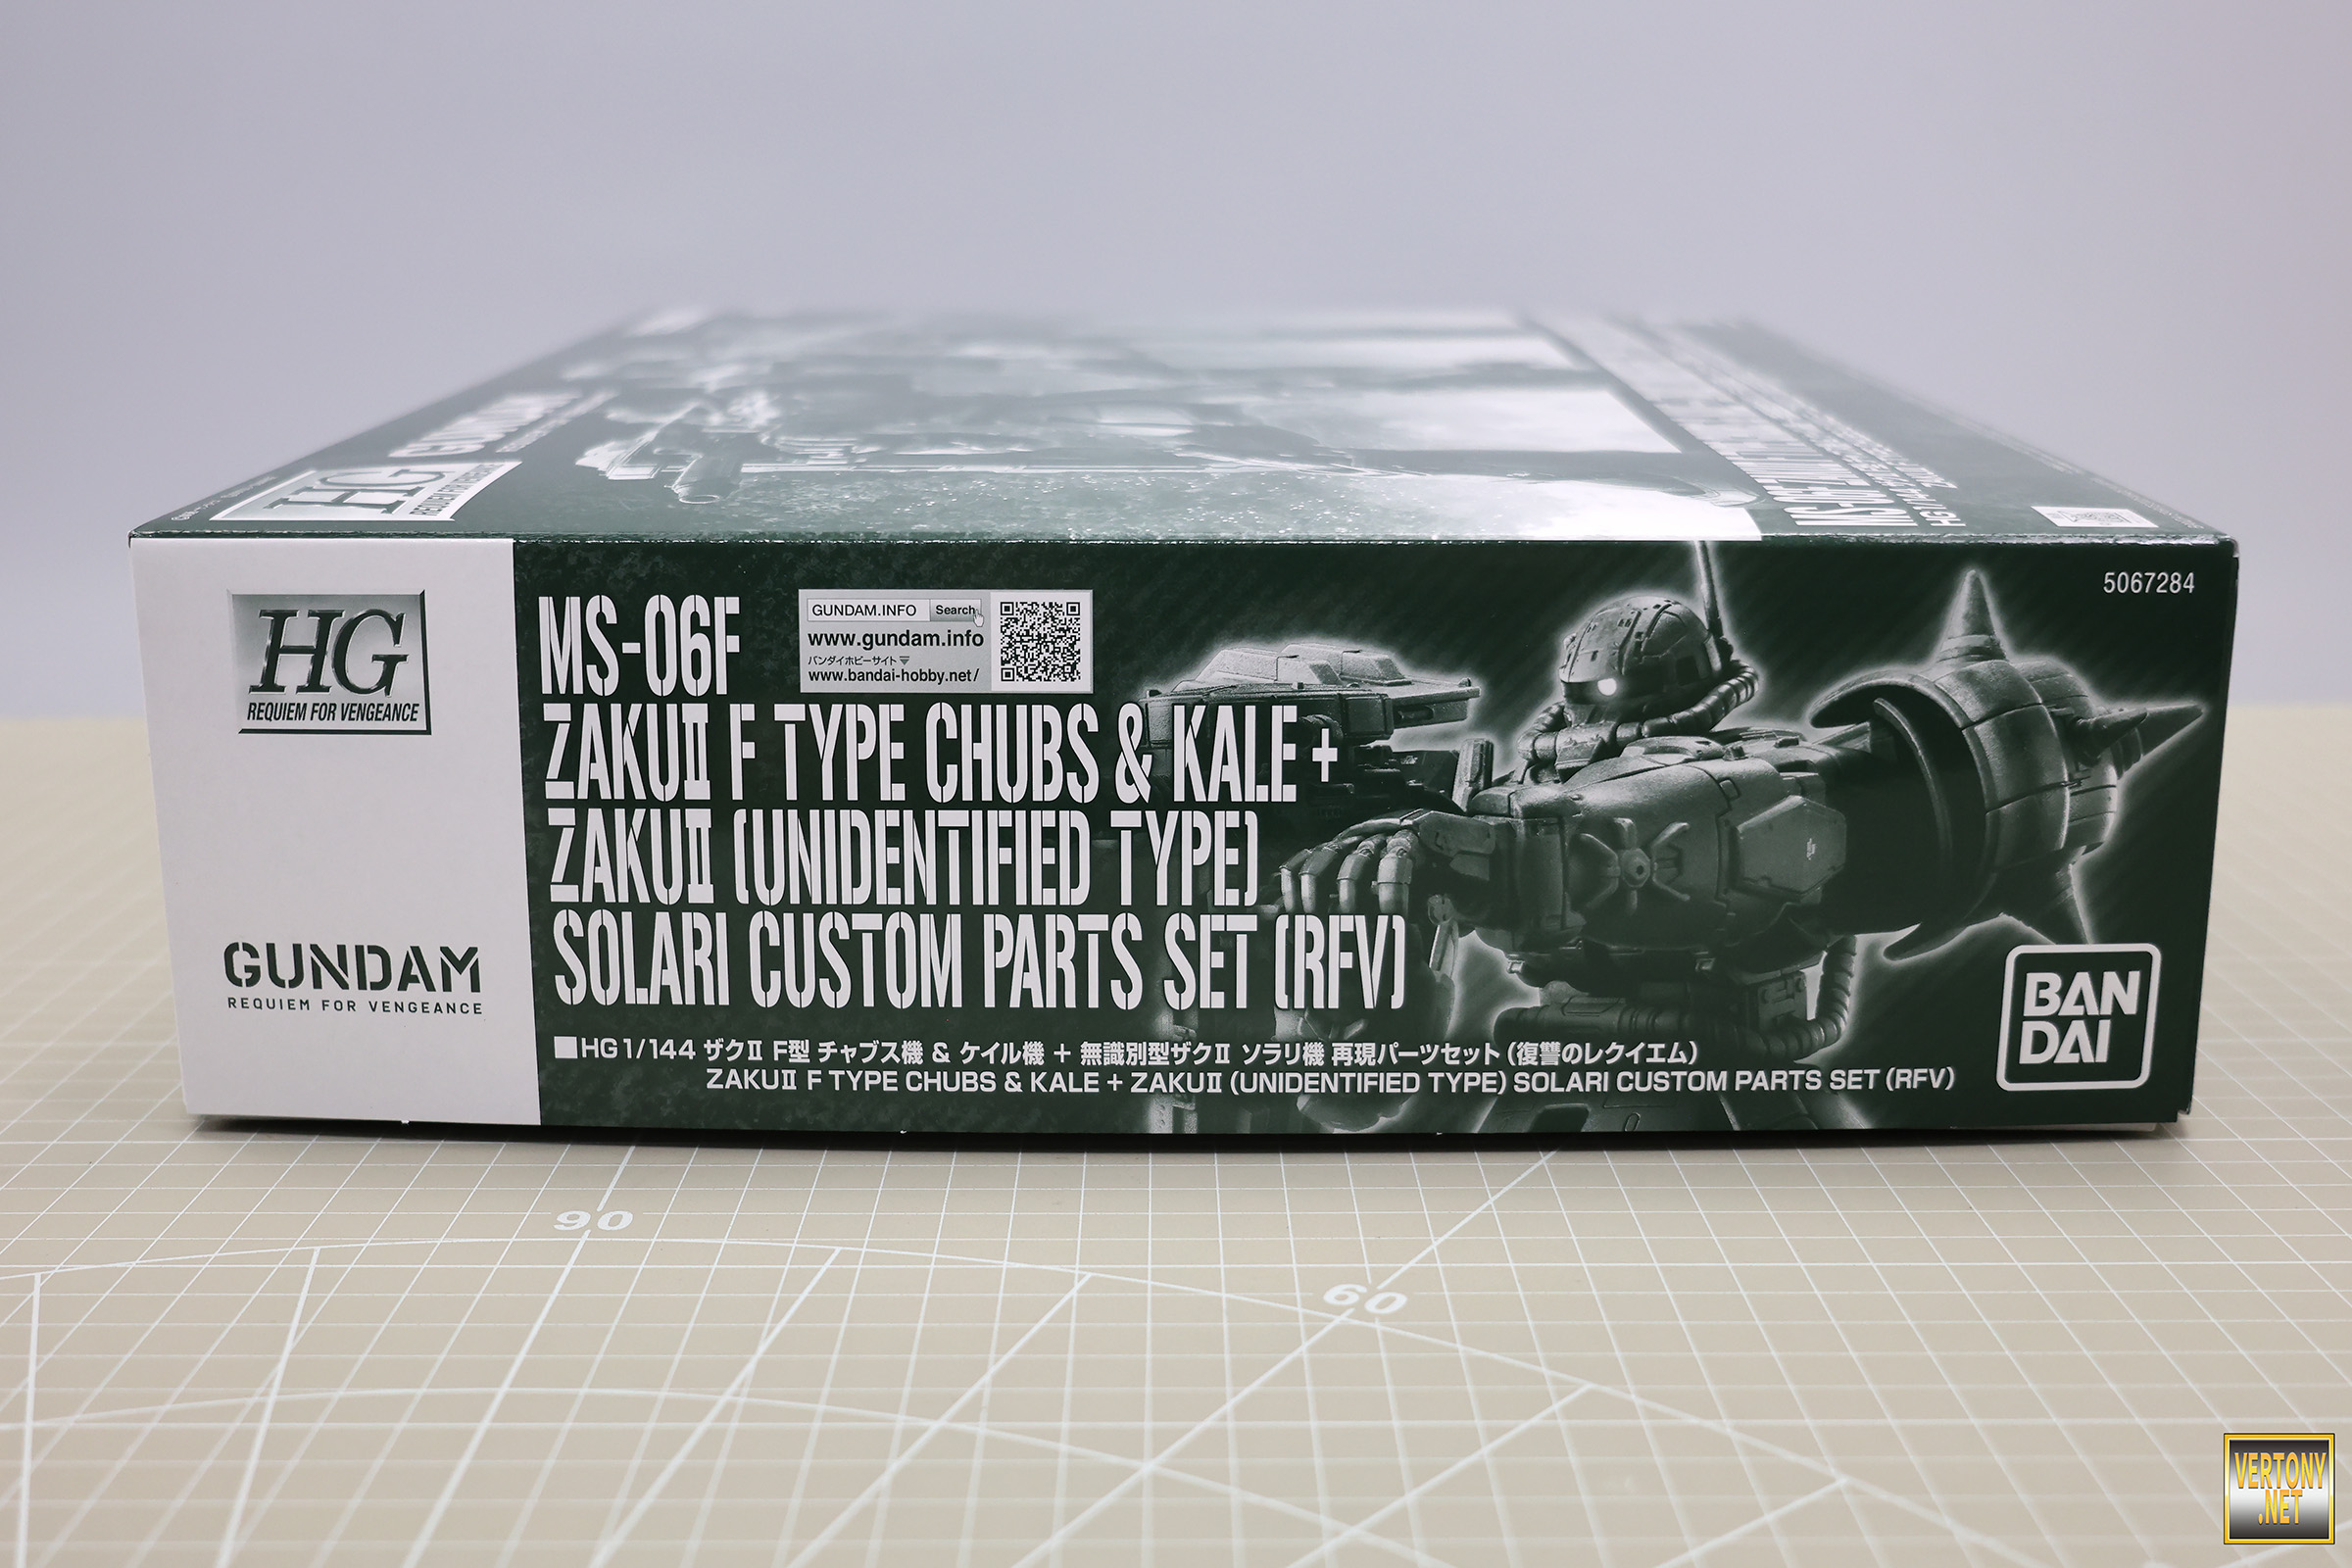 GUNDAM
HG
REQUIEM FOR VENGEANCE
HG
REQUIEM FOR VENGEANCE
GUNDAM
REQUIEM FOR VENGEANCE
MS-06F
ZAKUⅡ F TYPE CHUBS & KALE +
ZAKUⅡ (UNIDENTIFIED TYPE)
SOLARI CUSTOM PARTS SET (RFV)
GUNDAM.INFO Search
www.gundam.info
バンダイホビーサイト
www.bandai-hobby.net/
5067284
■HG 1/144 ザクⅡ F型 チャブス機 & ケイル機 + 無識別型ザクⅡ ソラリ機 再現パーツセット (復讐のレクイエム)
ZAKUⅡ F TYPE CHUBS & KALE + ZAKUⅡ (UNIDENTIFIED TYPE) SOLARI CUSTOM PARTS SET (RFV)
BAN
DAI
90
60
VERTONY
.NET